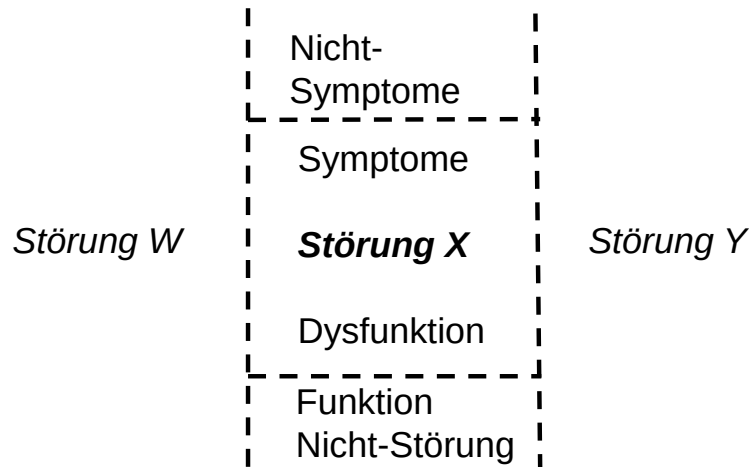 Nicht-
Symptome
Symptome
Störung W
Störung X
Störung Y
Dysfunktion
Funktion
Nicht-Störung